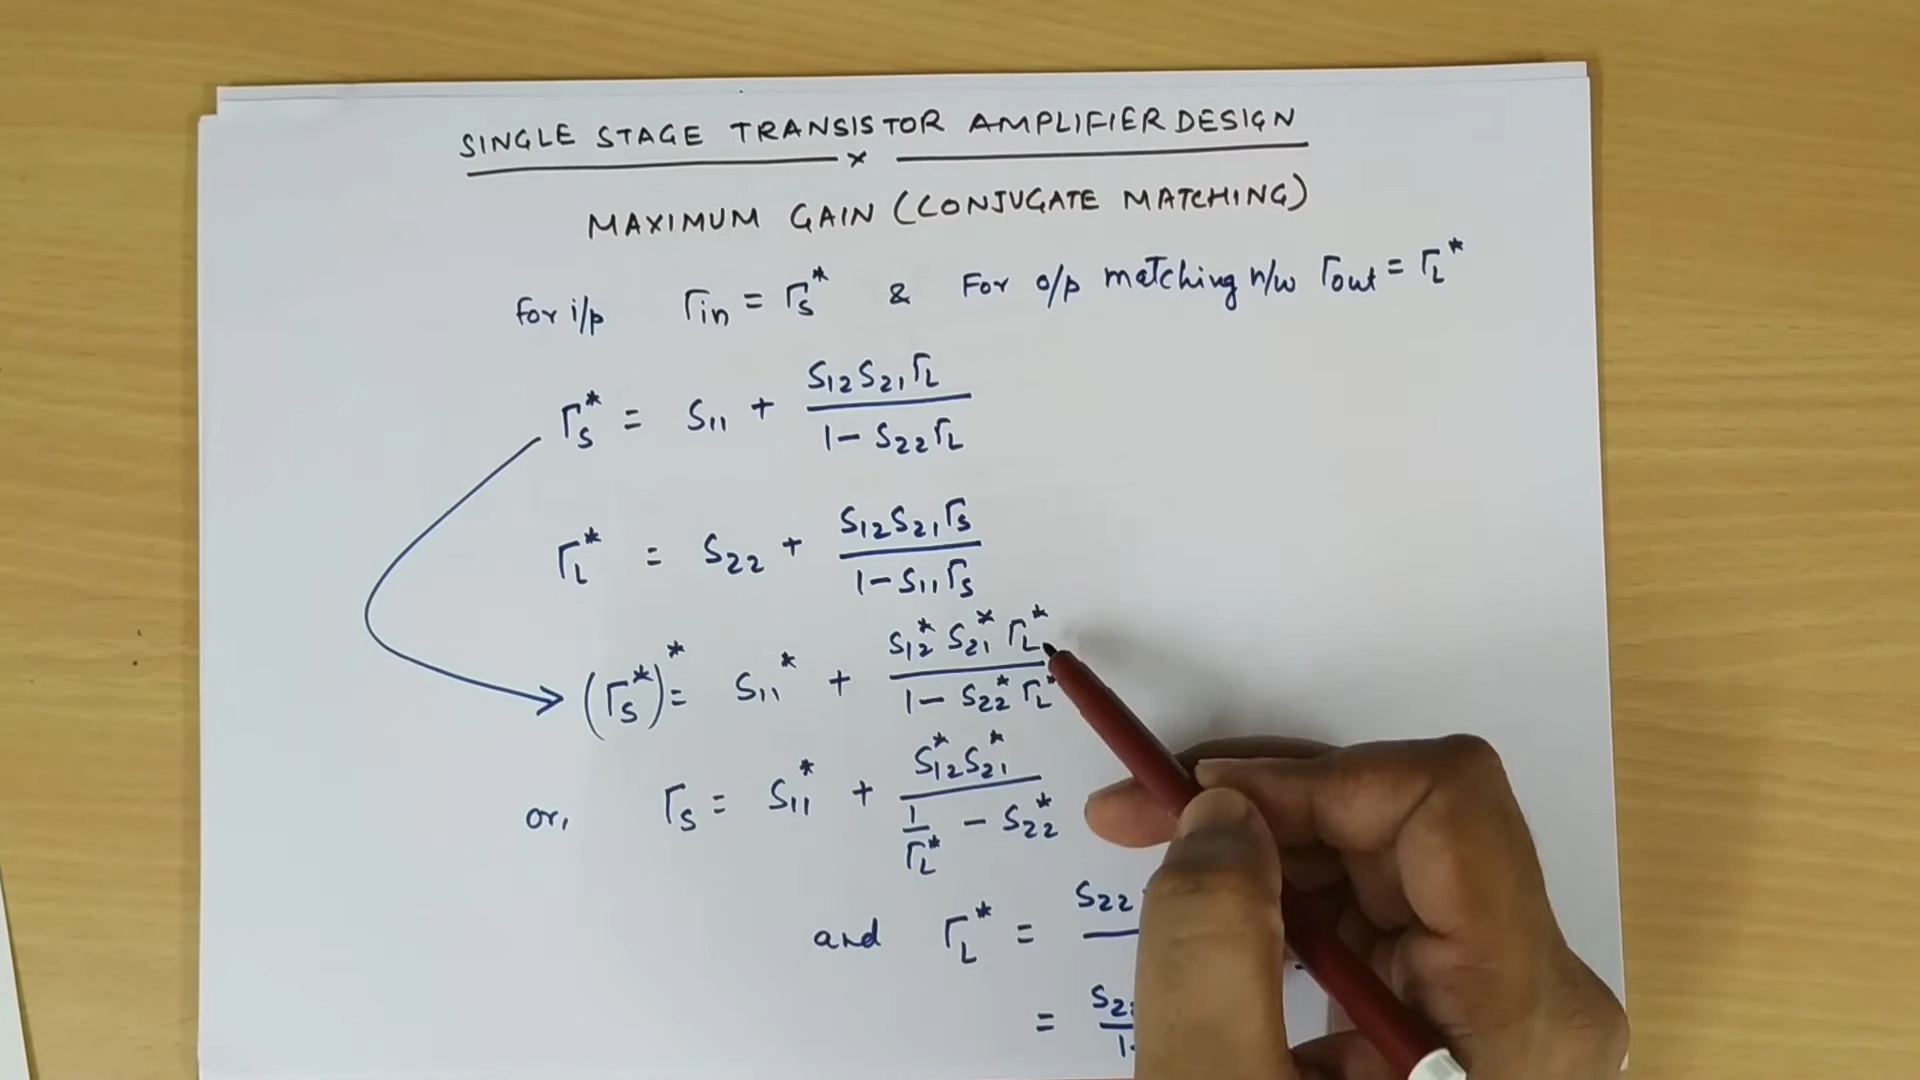 SINGLE STAGE TRANSISTOR AMPLIFIER DESIGN
x
MAXIMUM GAIN (CONJUGATE MATCHING)
For i/p Γin = Γs* & For o/p matching n/w Γout = ΓL*
Γs* = S11 + S12S21ΓL / 1 - S22ΓL
ΓL* = S22 + S12S21Γs / 1 - S11Γs
(Γs*)* = S11* + S12* S21* ΓL* / 1 - S22* ΓL*
or, Γs = S11* + S12* S21* / 1/ΓL* - S22*
and ΓL* = S22
=